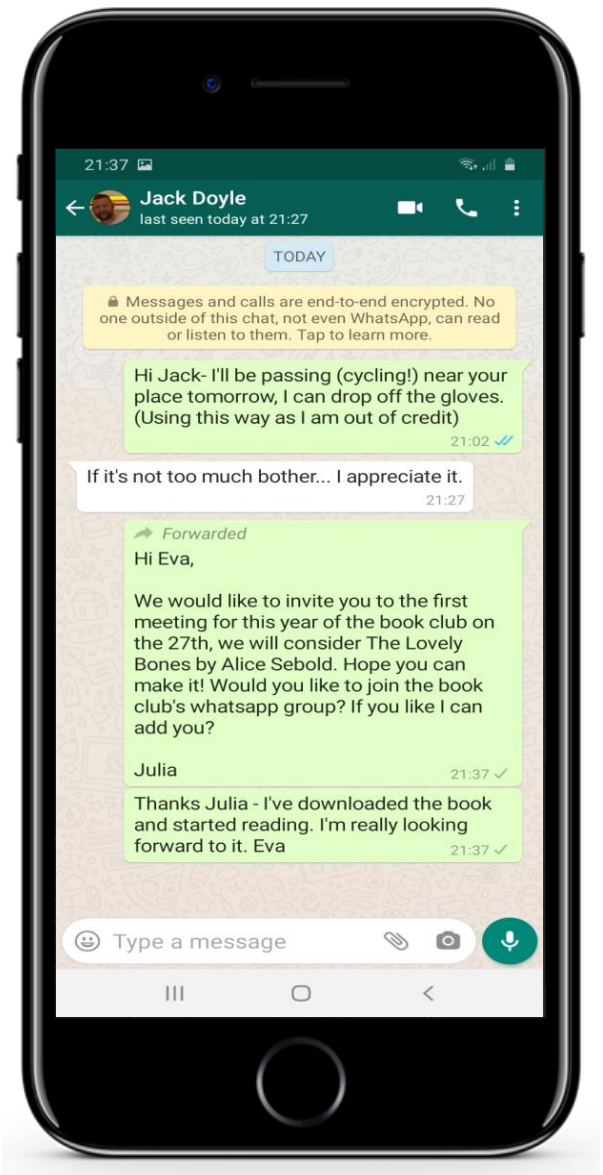 21:37
Jack Doyle
last seen today at 21:27
TODAY
Messages and calls are end-to-end encrypted. No
one outside of this chat, not even WhatsApp, can read
or listen to them. Tap to learn more.
Hi Jack- I'll be passing (cycling!) near your
place tomorrow, I can drop off the gloves.
(Using this way as I am out of credit)
21:02
If it's not too much bother... I appreciate it.
21:27
Forwarded
Hi Eva,
We would like to invite you to the first
meeting for this year of the book club on
the 27th, we will consider The Lovely
Bones by Alice Sebold. Hope you can
make it! Would you like to join the book
club's whatsapp group? If you like I can
add you?
Julia
21:37
Thanks Julia - I've downloaded the book
and started reading. I'm really looking
forward to it. Eva
21:37
Type a message